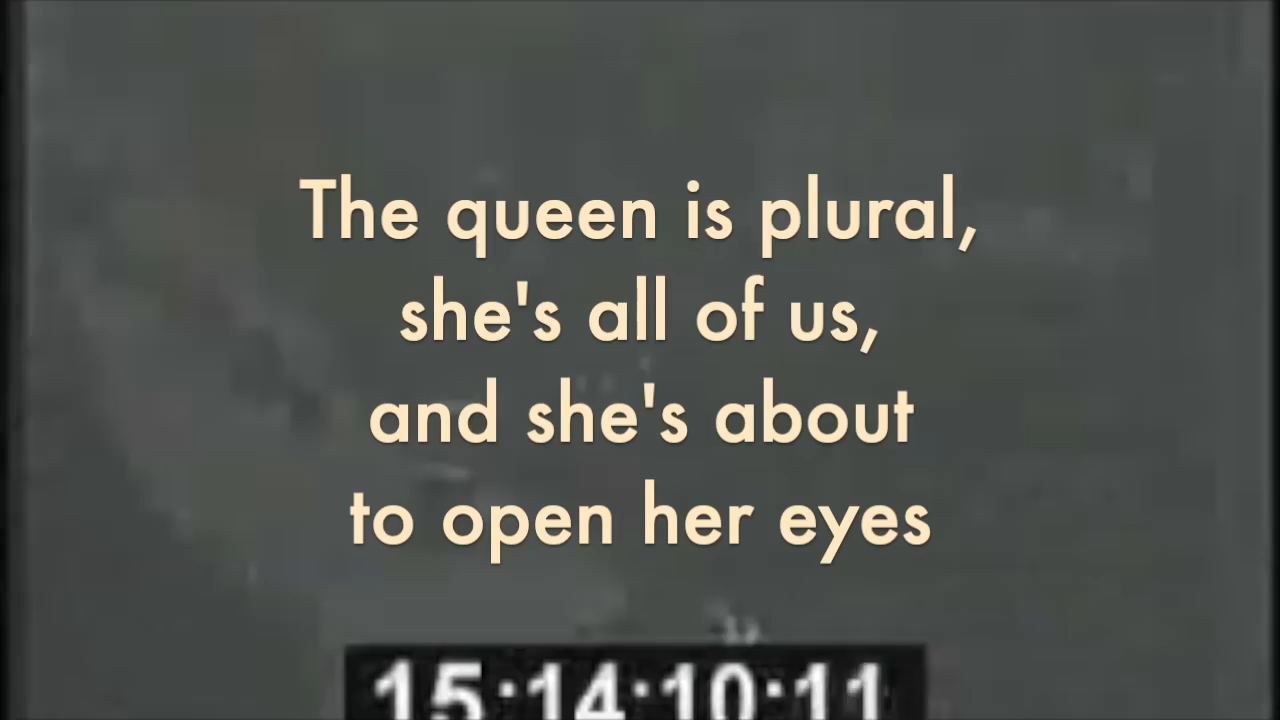 The queen is plural,
she's all of us,
and she's about
to open her eyes
15:14:10:11